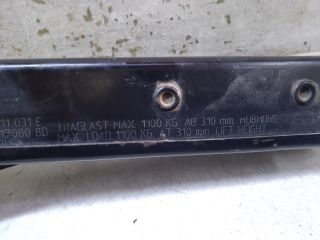 11.031 E
TRAGLAST MAX. 1100 KG. AB 310 mm. HUBHÖHE
MAX. LOAD 1100 KG. AT 310 mm LIFT HEIGHT